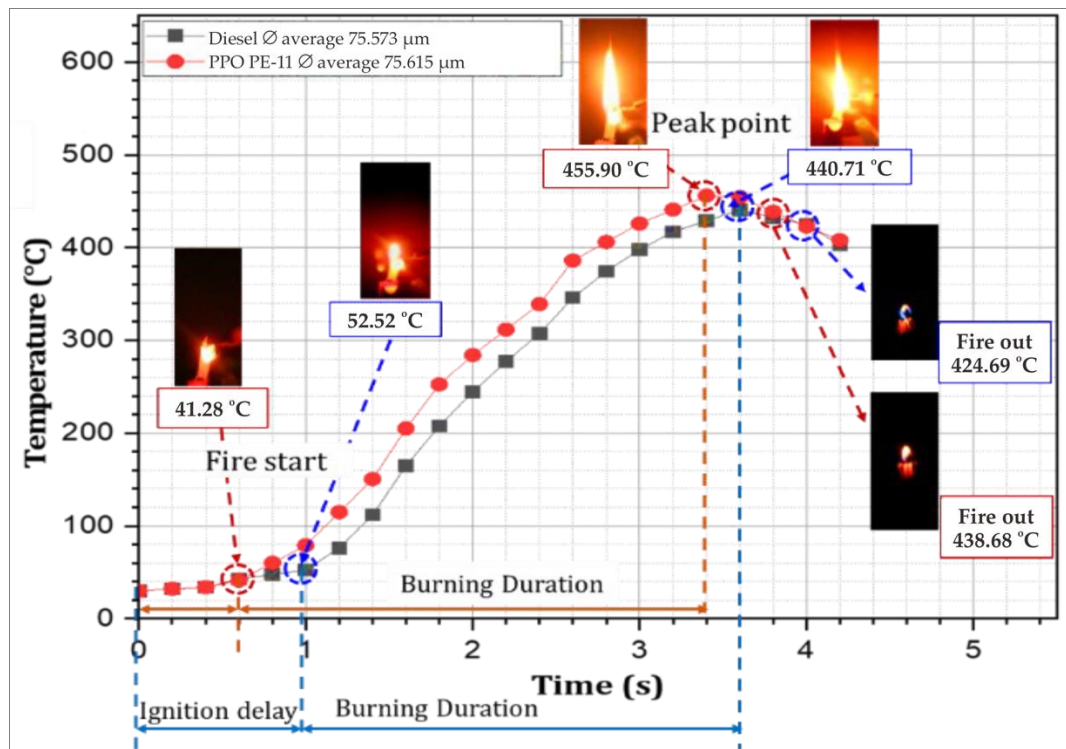 Diesel Ø average 75.573 µm
PPO PE-11 Ø average 75.615 µm
600
500
400
300
200
100
0
Temperature (°C)
Peak point
455.90 °C
440.71 °C
52.52 °C
41.28 °C
Fire start
Fire out
424.69 °C
Fire out
438.68 °C
Burning Duration
0 1 2 3 4 5
Time (s)
Ignition delay
Burning Duration